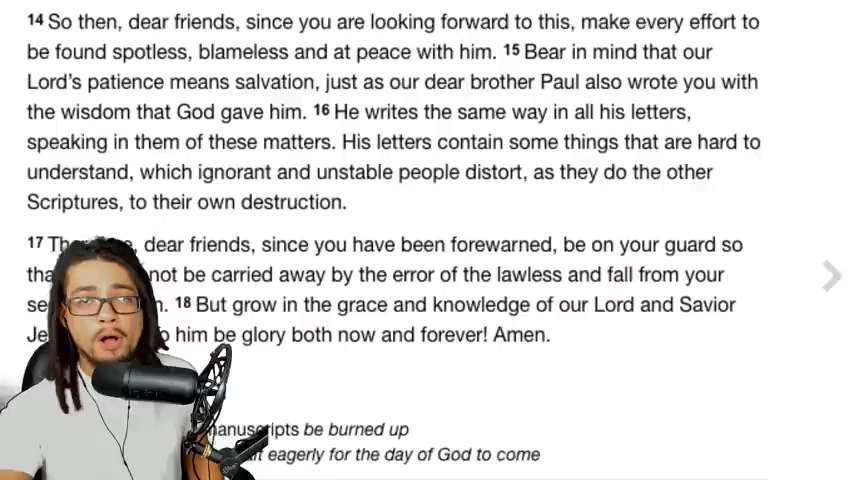 14 So then, dear friends, since you are looking forward to this, make every effort to
be found spotless, blameless and at peace with him. 15 Bear in mind that our
Lord’s patience means salvation, just as our dear brother Paul also wrote you with
the wisdom that God gave him. 16 He writes the same way in all his letters,
speaking in them of these matters. His letters contain some things that are hard to
understand, which ignorant and unstable people distort, as they do the other
Scriptures, to their own destruction.
17 dear friends, since you have been forewarned, be on your guard so
not be carried away by the error of the lawless and fall from your
18 But grow in the grace and knowledge of our Lord and Savior
him be glory both now and forever! Amen.
manuscripts be burned up
eagerly for the day of God to come